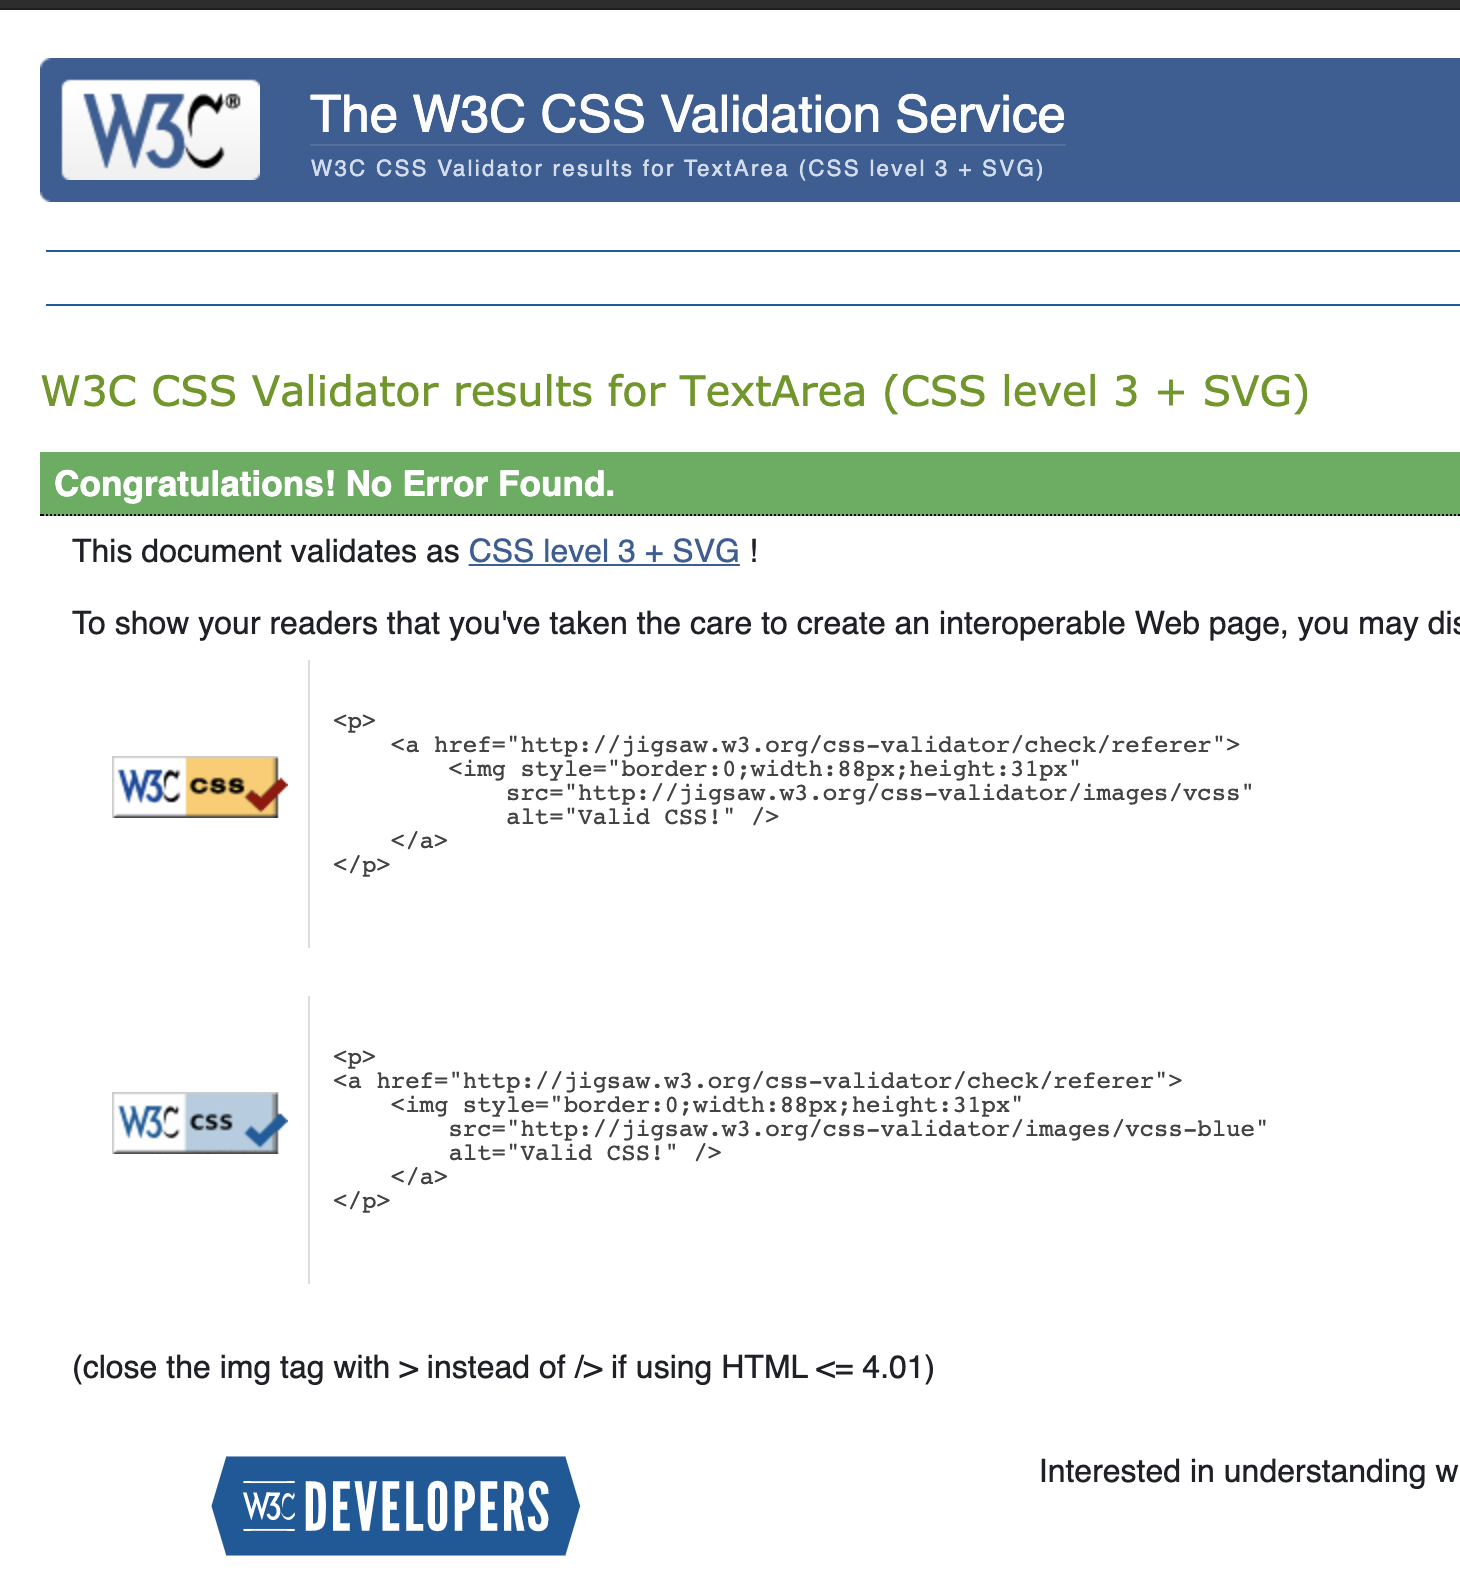 W3C®
The W3C CSS Validation Service
W3C CSS Validator results for TextArea (CSS level 3 + SVG)
W3C CSS Validator results for TextArea (CSS level 3 + SVG)
Congratulations! No Error Found.
This document validates as CSS level 3 + SVG !
To show your readers that you've taken the care to create an interoperable Web page, you may
W3C css
<p>
<a href="http://jigsaw.w3.org/css-validator/check/referer">
<img style="border:0;width:88px;height:31px"
src="http://jigsaw.w3.org/css-validator/images/vcss"
alt="Valid CSS!" />
</a>
</p>
W3C css
<p>
<a href="http://jigsaw.w3.org/css-validator/check/referer">
<img style="border:0;width:88px;height:31px"
src="http://jigsaw.w3.org/css-validator/images/vcss-blue"
alt="Valid CSS!" />
</a>
</p>
(close the img tag with > instead of /> if using HTML <= 4.01)
W3C DEVELOPERS
Interested in understanding